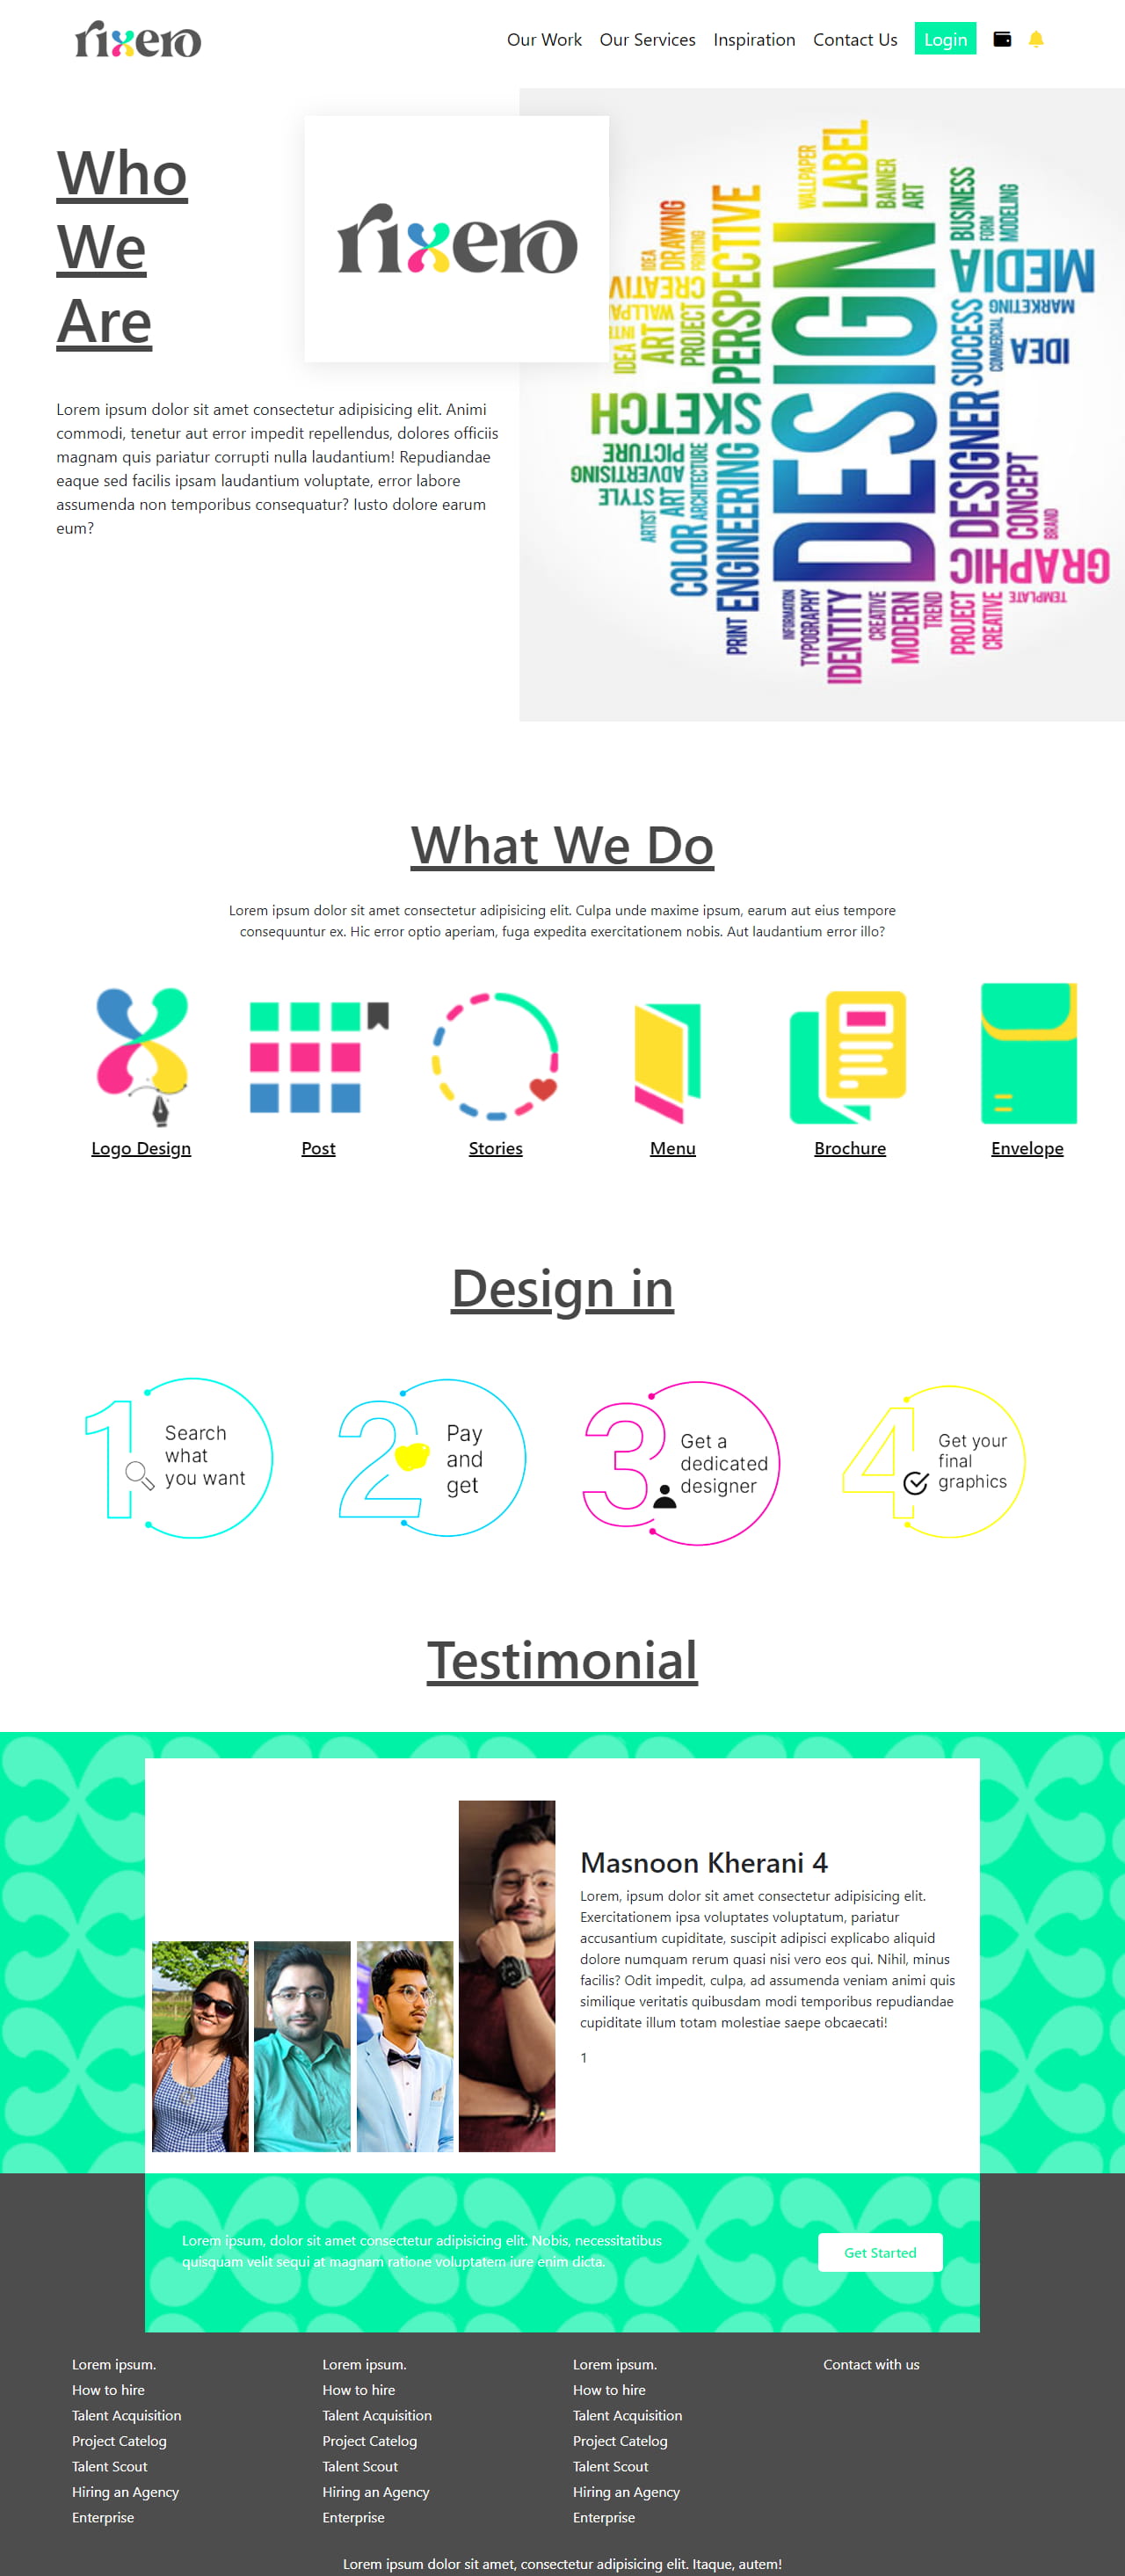 rixero
Our Work
Our Services
Inspiration
Contact Us
Login
Who
We
Are
rixero
Lorem ipsum dolor sit amet consectetur adipisicing elit. Animi
commodi, tenetur aut error impedit repellendus, dolores officiis
magnam quis pariatur corrupti nulla laudantium! Repudiandae
eaque sed facilis ipsam laudantium voluptate, error labore
assumenda non temporibus consequatur? Iusto dolore earum
eum?
WALLPAPER
LABEL
BANNER
ART
BUSINESS
FORM
MODELING
IDEA
DRAWING
PRINTING
PERSPECTIVE
DESIGN
MEDIA
MARKETING
SUCCESS
COMMERCIAL
IDEA
IDEA
ART
PROJECT
SKETCH
PICTURE
ADVERTISING
STYLE
ARTIST
ART
ARCHITECTURE
COLOR
ENGINEERING
DESIGNER
CONCEPT
BRAND
GRAPHIC
TEMPLATE
PRINT
INFORMATION
TYPOGRAPHY
IDENTITY
CREATIVE
MODERN
TREND
PROJECT
CREATIVE
What We Do
Lorem ipsum dolor sit amet consectetur adipisicing elit. Culpa unde maxime ipsum, earum aut eius tempore
consequuntur ex. Hic error optio aperiam, fuga expedita exercitationem nobis. Aut laudantium error illo?
Logo Design
Post
Stories
Menu
Brochure
Envelope
Design in
1
Search
what
you want
2
Pay
and
get
3
Get a
dedicated
designer
4
Get your
final
graphics
Testimonial
Masnoon Kherani 4
Lorem, ipsum dolor sit amet consectetur adipisicing elit.
Exercitationem ipsa voluptates voluptatum, pariatur
accusantium cupiditate, suscipit adipisci explicabo aliquid
dolore numquam rerum quasi nisi vero eos qui. Nihil, minus
facilis? Odit impedit, culpa, ad assumenda veniam animi quis
similique veritatis quibusdam modi temporibus repudiandae
cupiditate illum totam molestiae saepe obcaecati!
1
Lorem ipsum, dolor sit amet consectetur adipisicing elit. Nobis, necessitatibus
quisquam velit sequi at magnam ratione voluptatem iure enim dicta.
Get Started
Lorem ipsum.
How to hire
Talent Acquisition
Project Catelog
Talent Scout
Hiring an Agency
Enterprise
Lorem ipsum.
How to hire
Talent Acquisition
Project Catelog
Talent Scout
Hiring an Agency
Enterprise
Lorem ipsum.
How to hire
Talent Acquisition
Project Catelog
Talent Scout
Hiring an Agency
Enterprise
Contact with us
Lorem ipsum dolor sit amet, consectetur adipisicing elit. Itaque, autem!